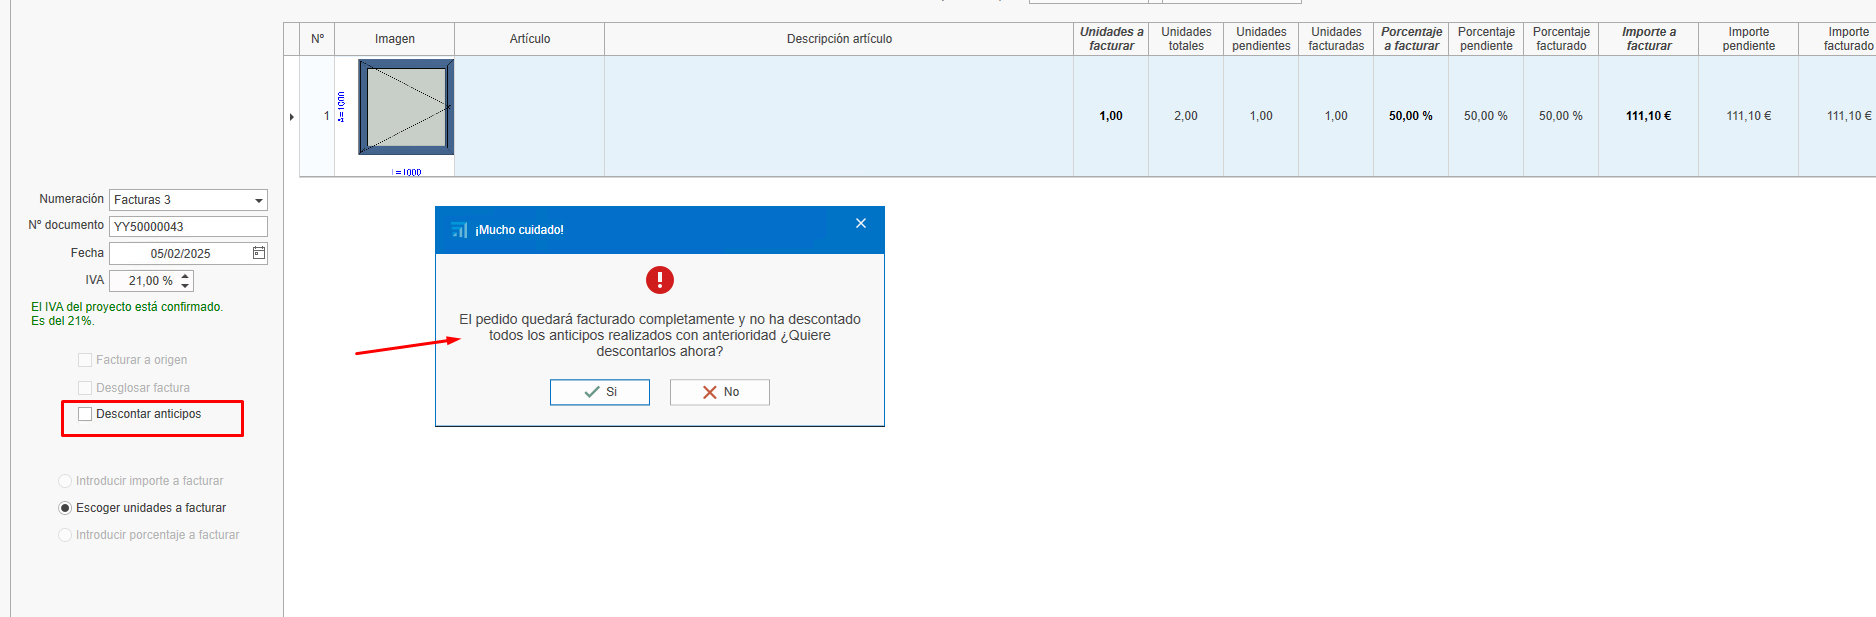 Nº
Imagen
Artículo
Descripción artículo
Unidades a
facturar
Unidades
totales
Unidades
pendientes
Unidades
facturadas
Porcentaje
a facturar
Porcentaje
pendiente
Porcentaje
facturado
Importe a
facturar
Importe
pendiente
Importe
facturado
1
A=1000
L=1000
1,00
2,00
1,00
1,00
50,00 %
50,00 %
50,00 %
111,10 €
111,10 €
111,10 €
Numeración
Facturas 3
Nº documento
YY50000043
Fecha
05/02/2025
IVA
21,00 %
El IVA del proyecto está confirmado.
Es del 21%.
Facturar a origen
Desglosar factura
Descontar anticipos
Introducir importe a facturar
Escoger unidades a facturar
Introducir porcentaje a facturar
¡Mucho cuidado!
El pedido quedará facturado completamente y no ha descontado
todos los anticipos realizados con anterioridad ¿Quiere
descontarlos ahora?
Si
No